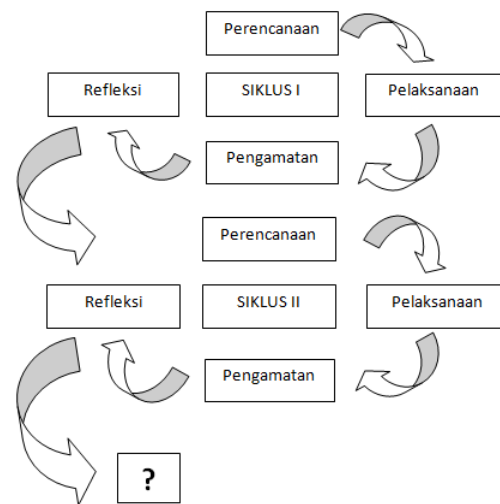 Perencanaan
Refleksi
SIKLUS I
Pelaksanaan
Pengamatan
Perencanaan
Refleksi
SIKLUS II
Pelaksanaan
Pengamatan
?